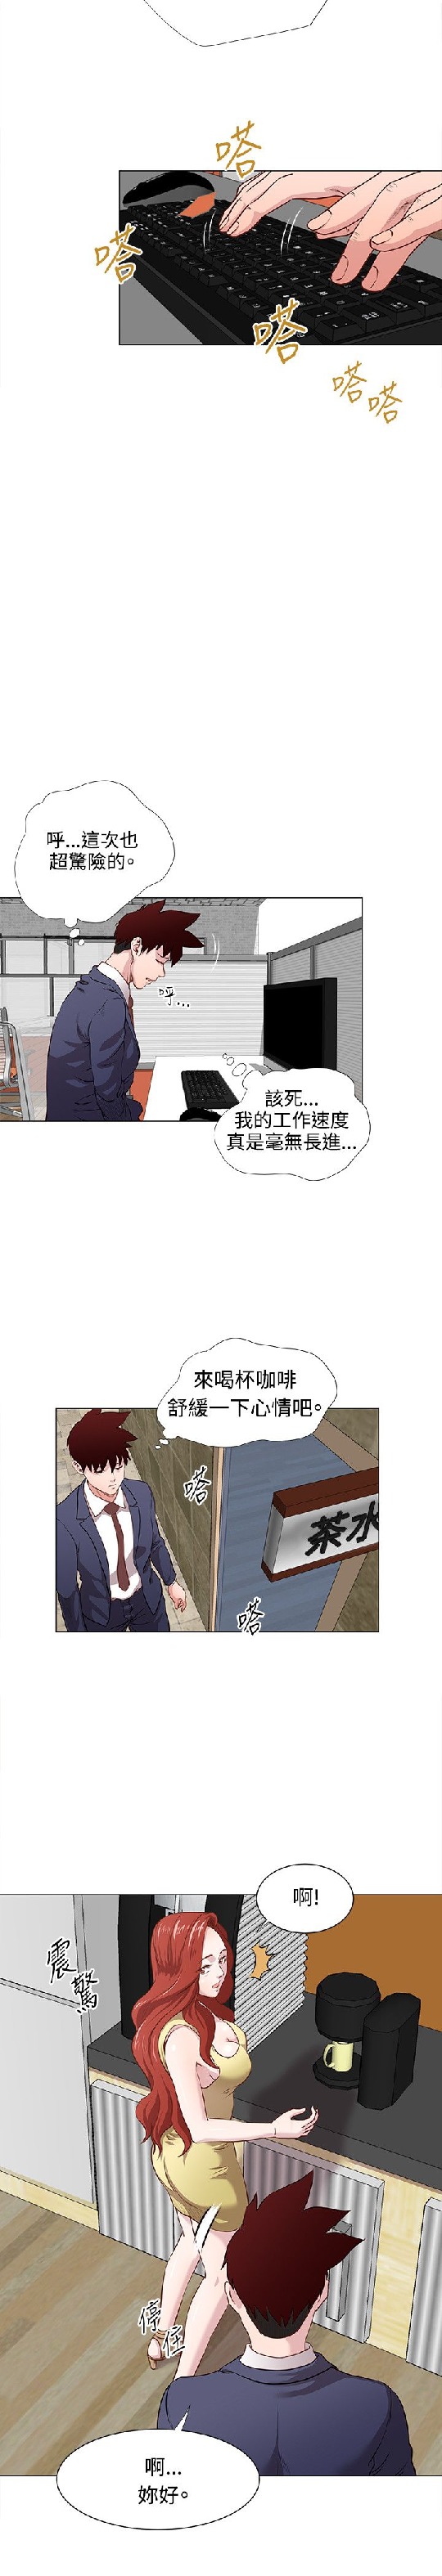 嗒
嗒
嗒
嗒
嗒
呼...這次也
超驚險的。
呼...
該死...
我的工作速度
真是毫無長進...
來喝杯咖啡
舒緩一下心情吧。
嗒
茶水
嗒
啊!
震驚
停住
啊...
妳好。